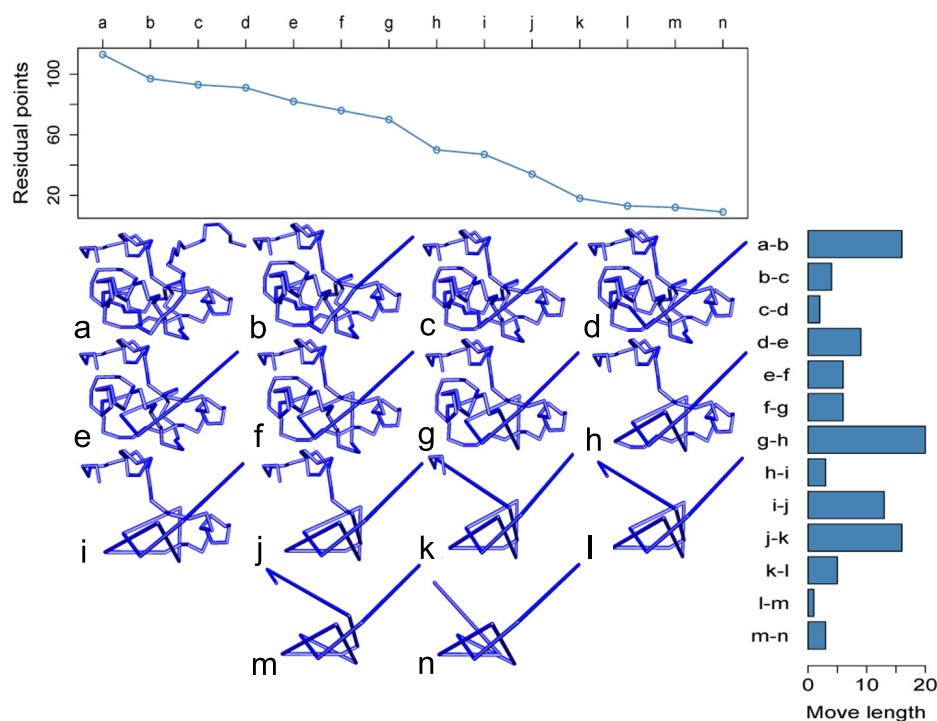 a b c d e f g h i j k l m n
Residual points
100
60
20
a b c d
e f g h
i j k l
m n
a-b
b-c
c-d
d-e
e-f
f-g
g-h
h-i
i-j
j-k
k-l
l-m
m-n
0 10 20
Move length